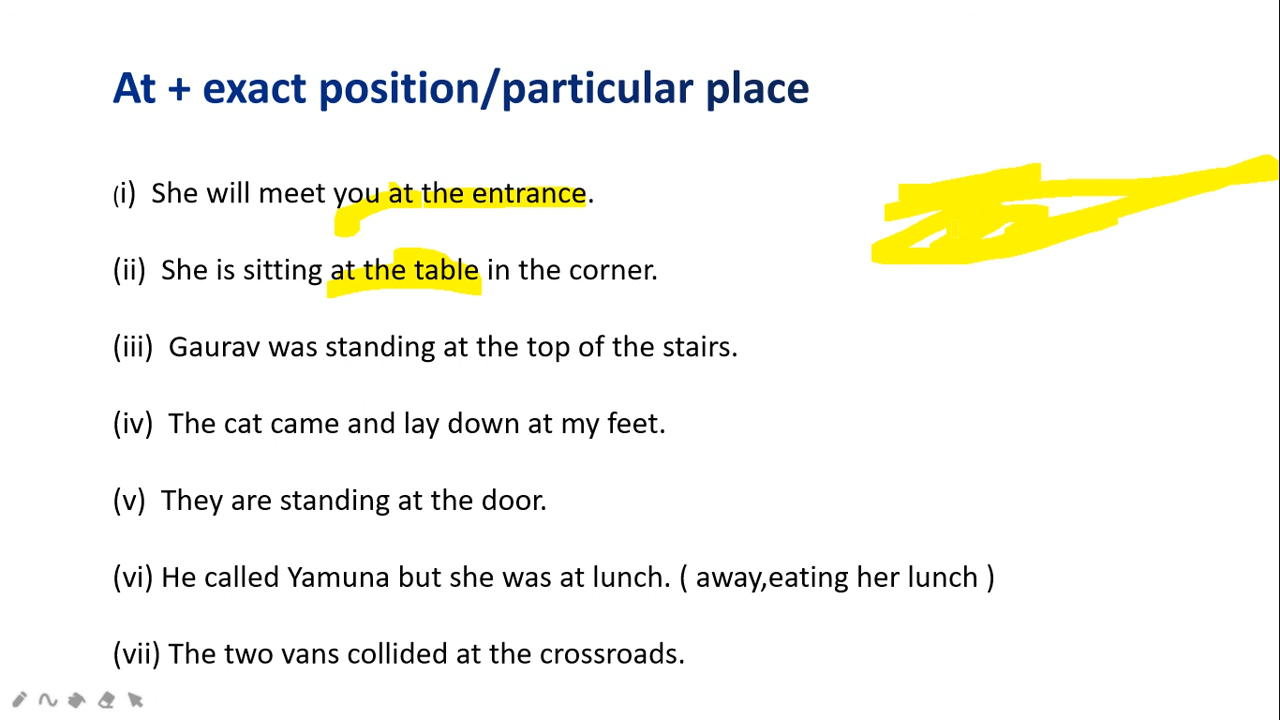 At + exact position/particular place
(i) She will meet you at the entrance.
(ii) She is sitting at the table in the corner.
(iii) Gaurav was standing at the top of the stairs.
(iv) The cat came and lay down at my feet.
(v) They are standing at the door.
(vi) He called Yamuna but she was at lunch. ( away,eating her lunch )
(vii) The two vans collided at the crossroads.